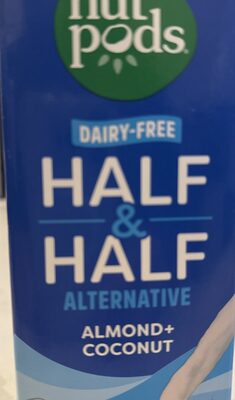 nut
pods.
DAIRY-FREE
HALF
&
HALF
ALTERNATIVE
ALMOND+
COCONUT